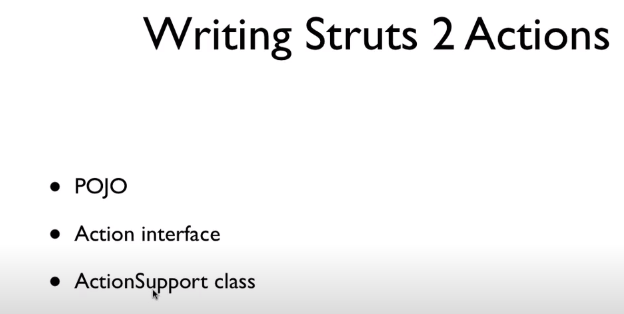 Writing Struts 2 Actions
• POJO
• Action interface
• ActionSupport class